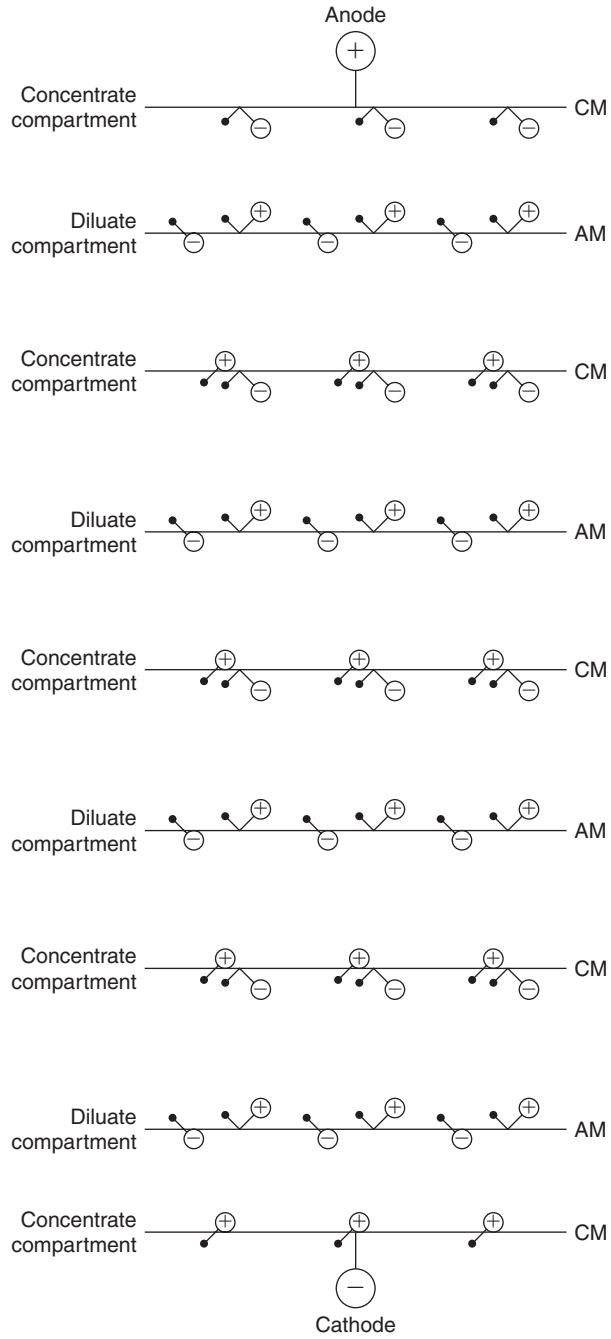 Anode
+
Concentrate
compartment
CM
− − −
Diluate
compartment
+ + +
− − −
AM
Concentrate
compartment
+ + +
− − −
CM
Diluate
compartment
+ + +
− − −
AM
Concentrate
compartment
+ + +
− − −
CM
Diluate
compartment
+ + +
− − −
AM
Concentrate
compartment
+ + +
− − −
CM
Diluate
compartment
+ + +
− − −
AM
Concentrate
compartment
+ + +
CM
−
Cathode